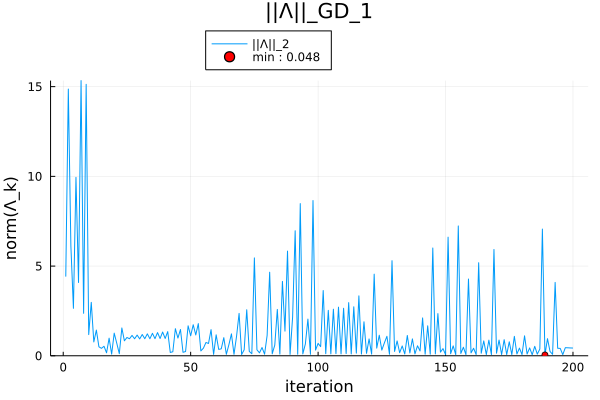 ||Λ||_GD_1
||Λ||_2
min : 0.048
norm(Λ_k)
15
10
5
0
0 50 100 150 200
iteration